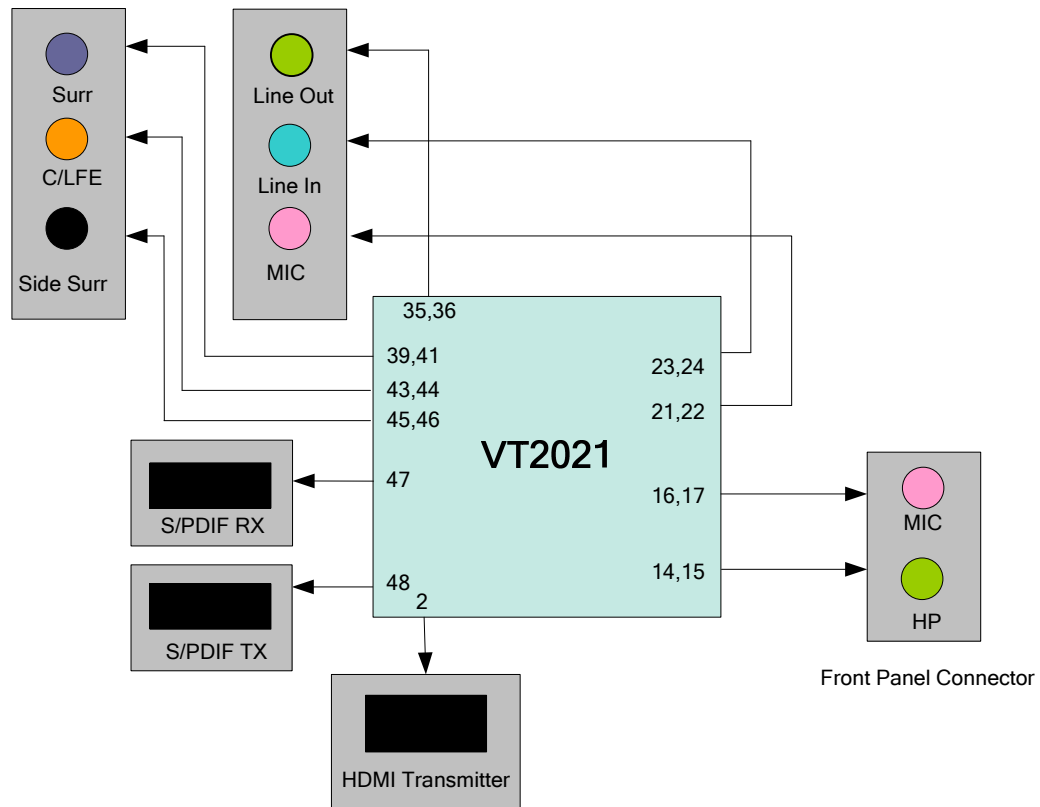 Surr
C/LFE
Side Surr
Line Out
Line In
MIC
35,36
39,41
43,44
45,46
47
48
2
23,24
21,22
16,17
14,15
VT2021
S/PDIF RX
S/PDIF TX
HDMI Transmitter
MIC
HP
Front Panel Connector